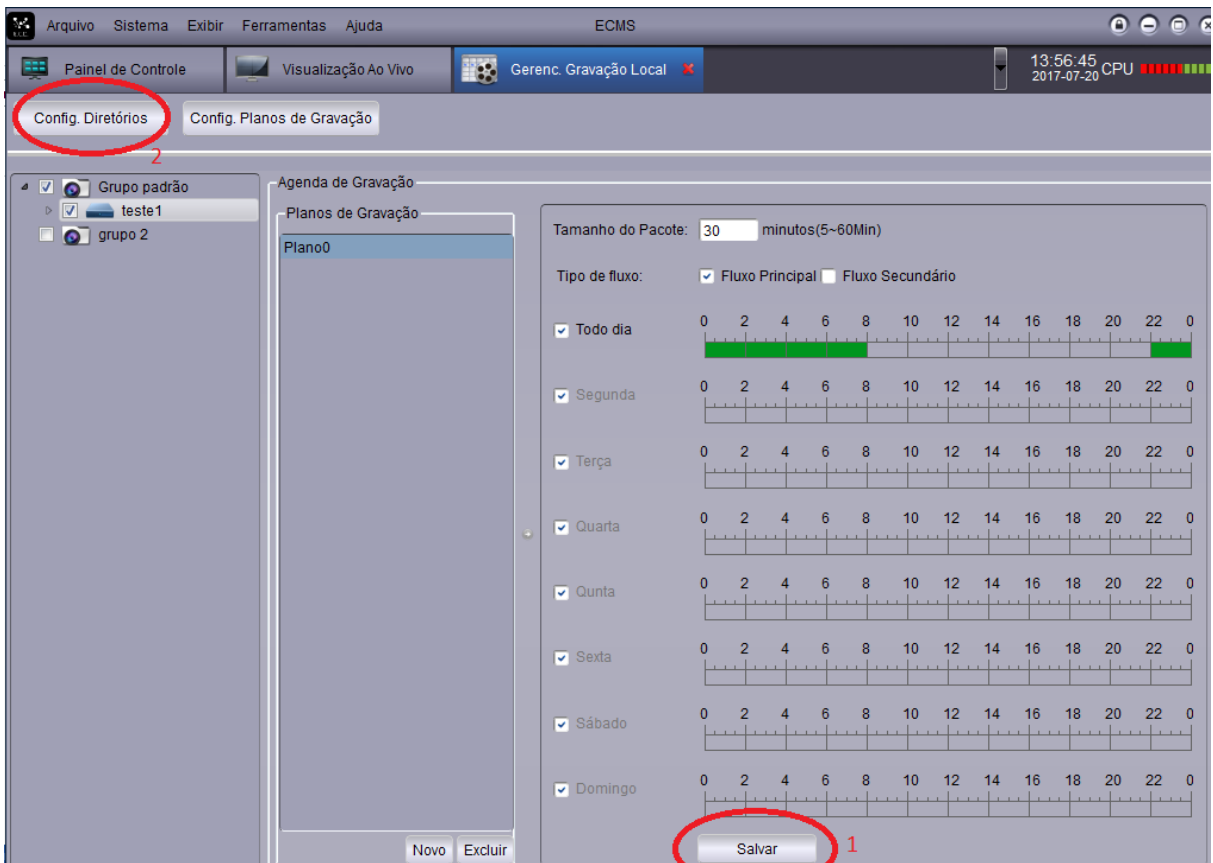 Arquivo Sistema Exibir Ferramentas Ajuda ECMS
Painel de Controle Visualização Ao Vivo Gerenc. Gravação Local 13:56:45 CPU
2017-07-20
Config. Diretórios Config. Planos de Gravação
2
Grupo padrão
teste1
grupo 2
Agenda de Gravação
Planos de Gravação
Plano0
Tamanho do Pacote: 30 minutos(5~60Min)
Tipo de fluxo: Fluxo Principal Fluxo Secundário
0 2 4 6 8 10 12 14 16 18 20 22 0
Todo dia
0 2 4 6 8 10 12 14 16 18 20 22 0
Segunda
0 2 4 6 8 10 12 14 16 18 20 22 0
Terça
0 2 4 6 8 10 12 14 16 18 20 22 0
Quarta
0 2 4 6 8 10 12 14 16 18 20 22 0
Qunta
0 2 4 6 8 10 12 14 16 18 20 22 0
Sexta
0 2 4 6 8 10 12 14 16 18 20 22 0
Sábado
0 2 4 6 8 10 12 14 16 18 20 22 0
Domingo
Novo Excluir Salvar 1